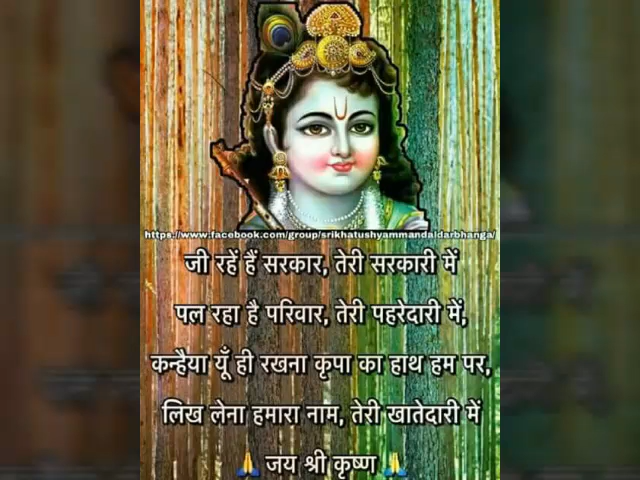 https://www.facebook.com/group/srikhatushyammandaldarbhanga/
जी रहें हैं सरकार, तेरी सरकारी में
पल रहा है परिवार, तेरी पहरेदारी में,
कन्हैया यूँ ही रखना कृपा का हाथ हम पर,
लिख लेना हमारा नाम, तेरी खातेदारी में
🙏 जय श्री कृष्ण 🙏